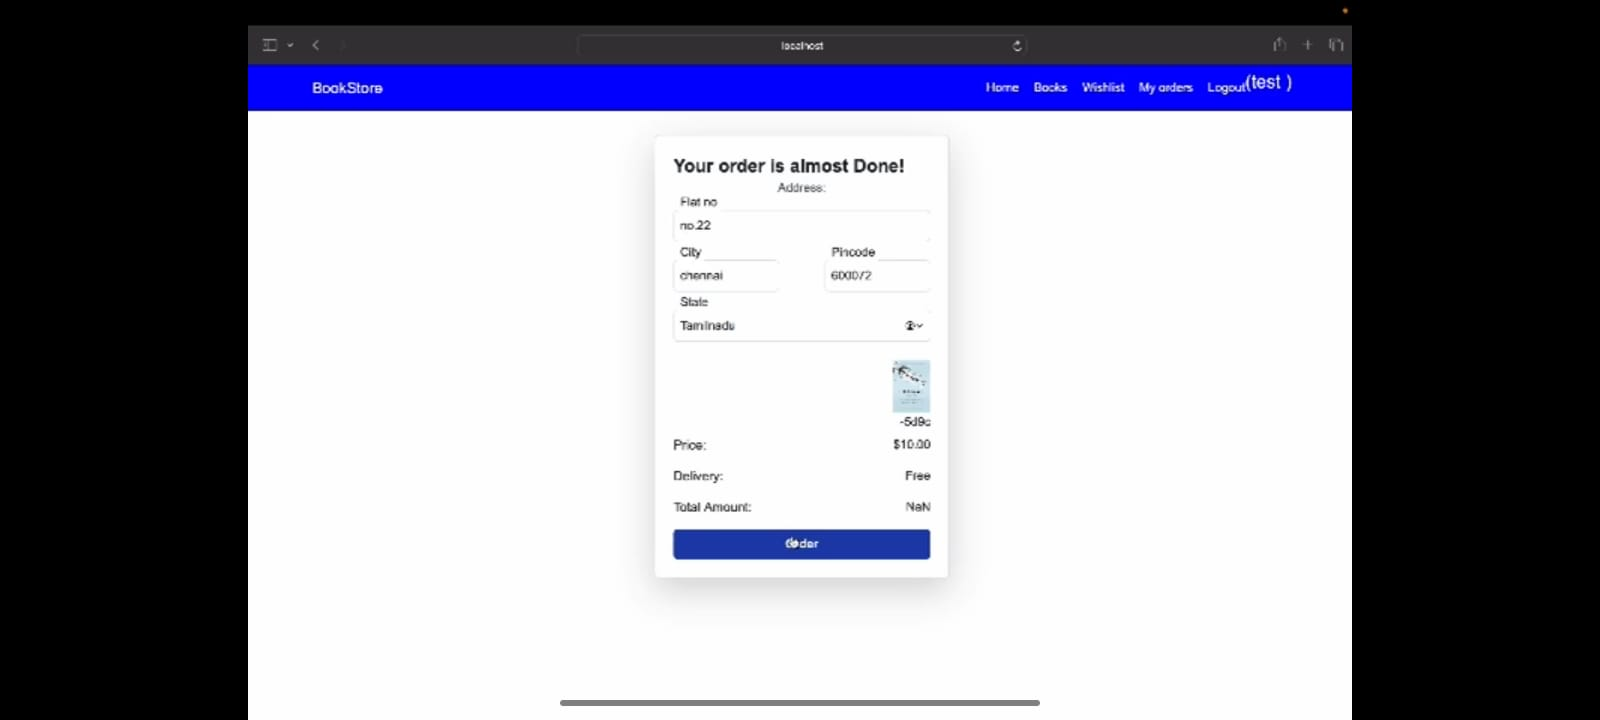 localhost
BookStore
Home Books Wishlist My orders Logout(test )
Your order is almost Done!
Address:
Flat no
no.22
City Pincode
chennai 600072
State
Tamilnadu
-5d9c
Price: $10.00
Delivery: Free
Total Amount: NaN
Order